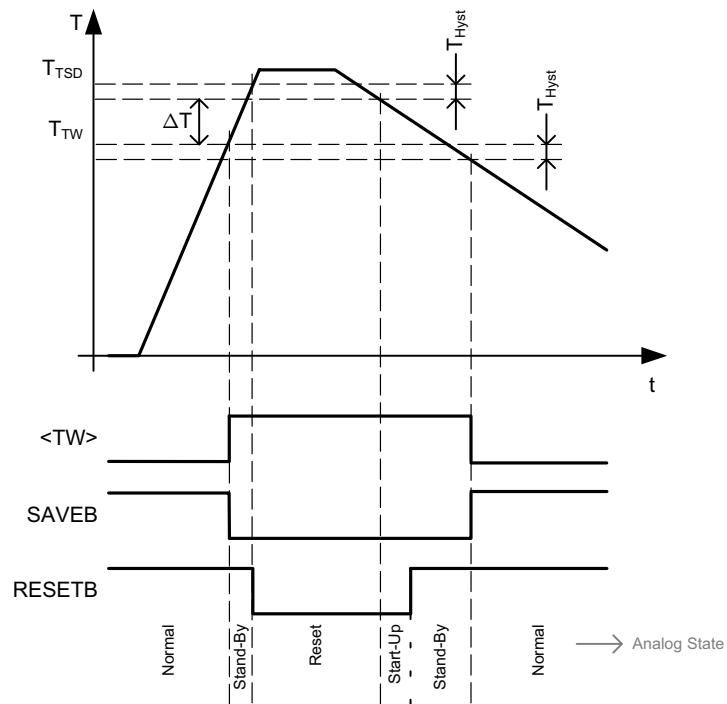 T
T_TSD
T_Hyst
ΔT
T_TW
T_Hyst
t
<TW>
SAVEB
RESETB
Normal
Stand-By
Reset
Start-Up
Stand-By
Normal
Analog State